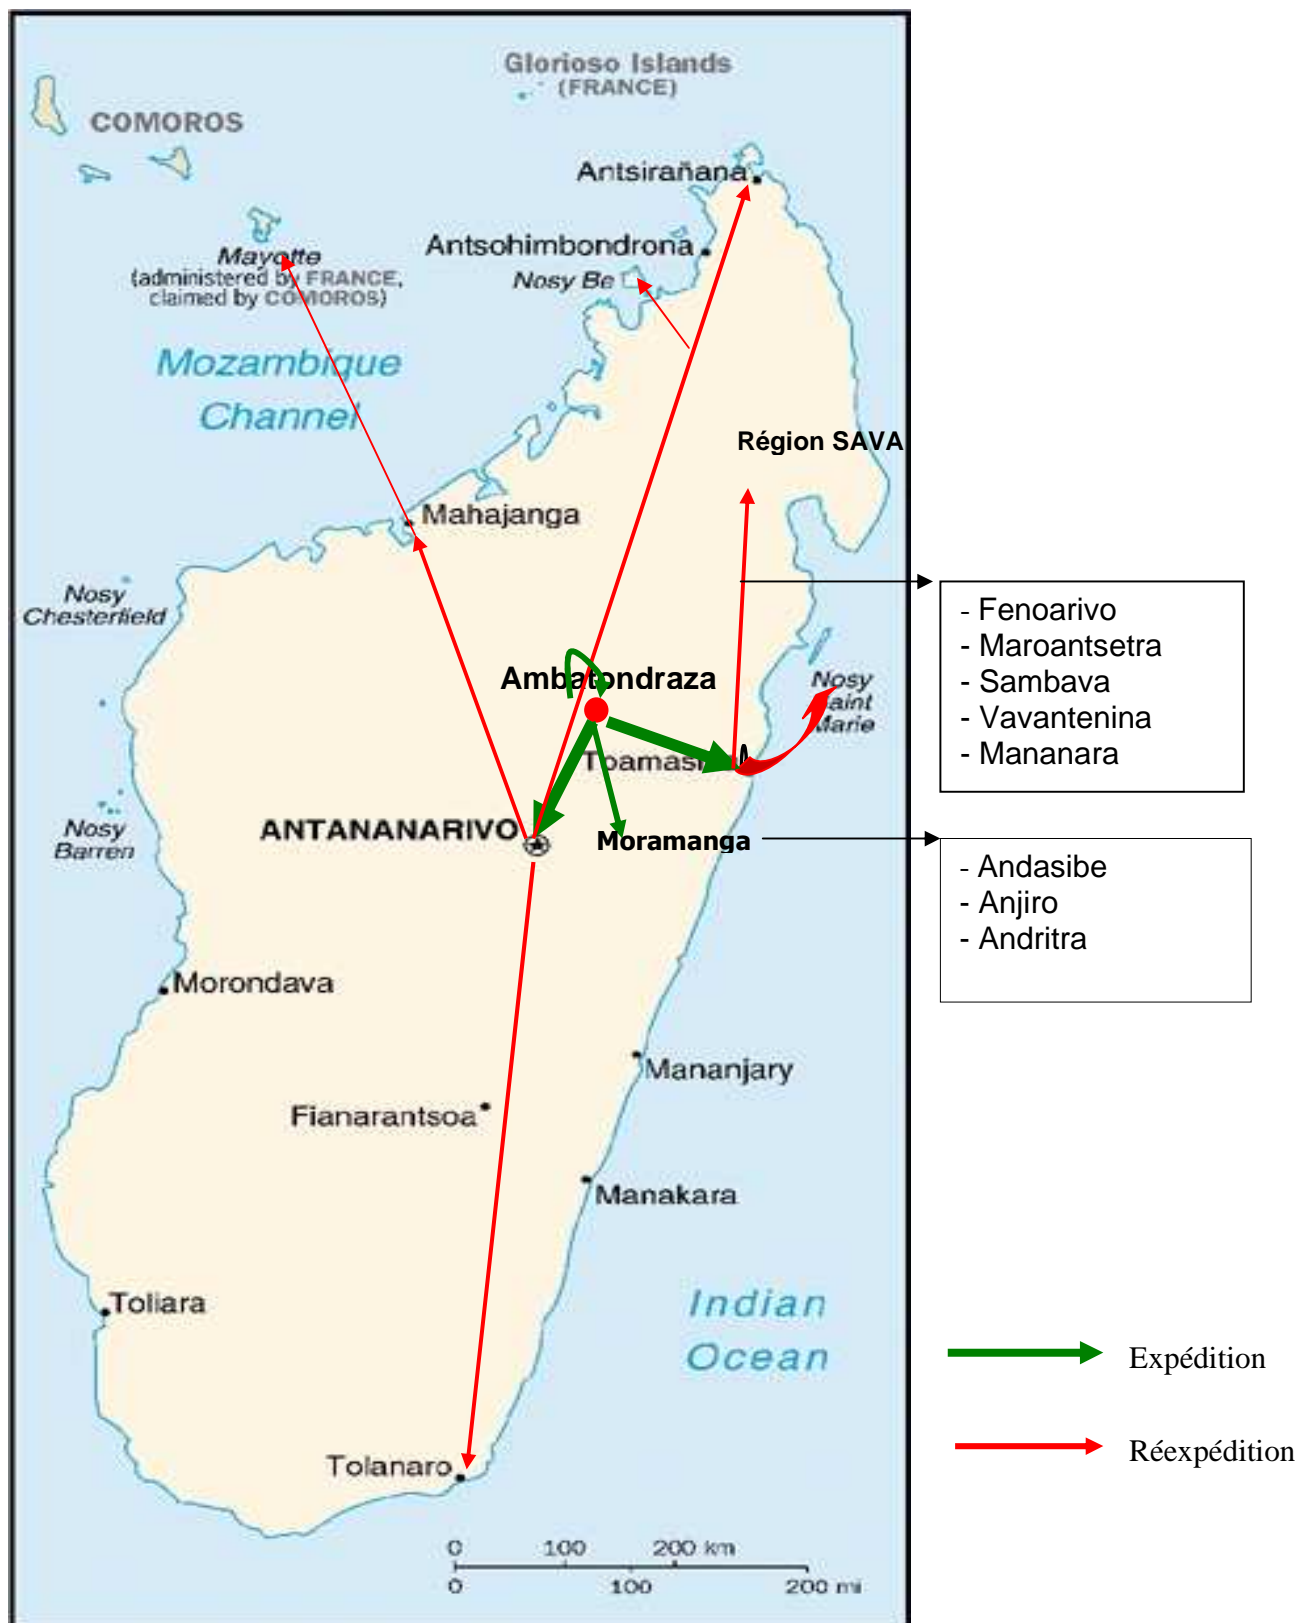 Glorioso Islands
(FRANCE)
COMOROS
Antsirañana
Antsohimbondrona
Nosy Be
Mayotte
(administered by FRANCE,
claimed by COMOROS)
Mozambique
Channel
Région SAVA
Mahajanga
Nosy
Chesterfield
- Fenoarivo
- Maroantsetra
- Sambava
- Vavantenina
- Mananara
Ambatondraza
Nosy
Saint
Marie
ANTANANARIVO
Moramanga
Nosy
Barren
- Andasibe
- Anjiro
- Andritra
Morondava
Mananjary
Fianarantsoa
Manakara
Toliara
Indian
Ocean
Expédition
Réexpédition
Tolanaro
0 100 200 km
0 100 200 mi